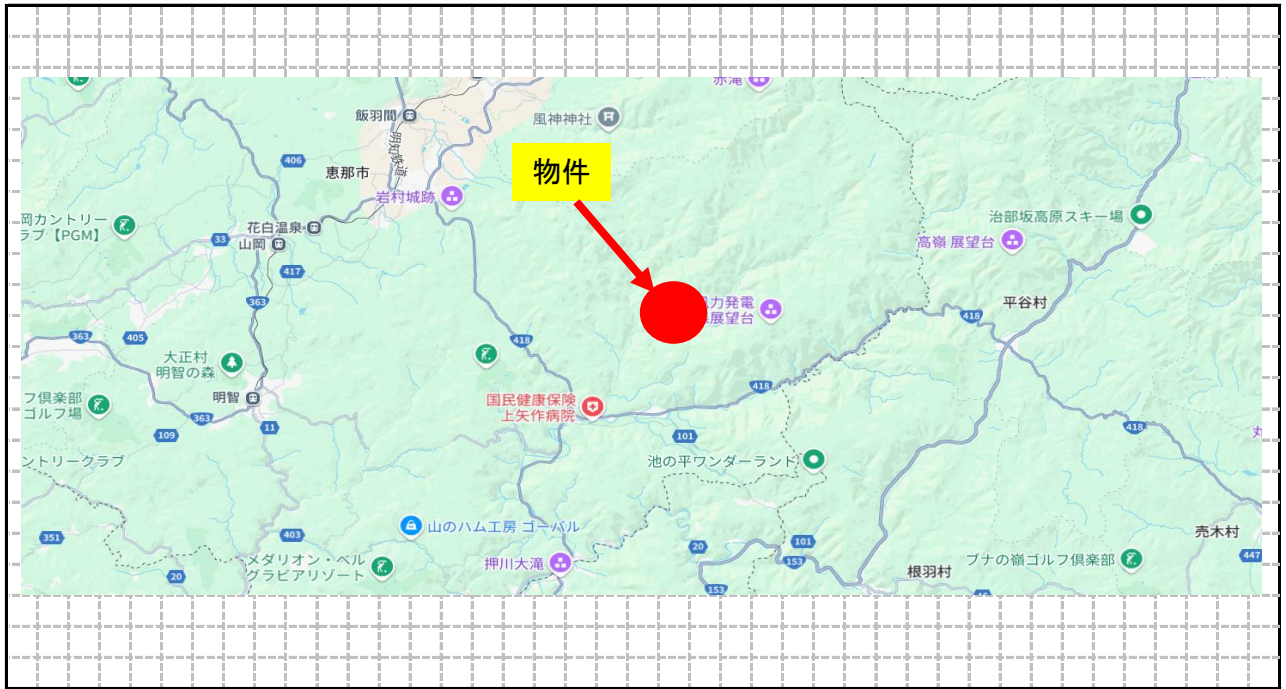 赤滝
飯羽間
風神神社
明知鉄道
406
恵那市
物件
岩村城跡
岡カントリー
ラブ【PGM】
花白温泉
33
山岡
治部坂高原スキー場
高嶺 展望台
417
363
風力発電
展望台
平谷村
418
363
405
418
大正村
明智の森
418
フ倶楽部
ゴルフ場
明智
国民健康保険
上矢作病院
363
11
109
101
418
ントリークラブ
池の平ワンダーランド
山のハム工房 ゴーバル
351
403
売木村
メダリオン・ベル
グラビアリゾート
押川大滝
20
101
153
ブナの嶺ゴルフ倶楽部
447
20
根羽村
153